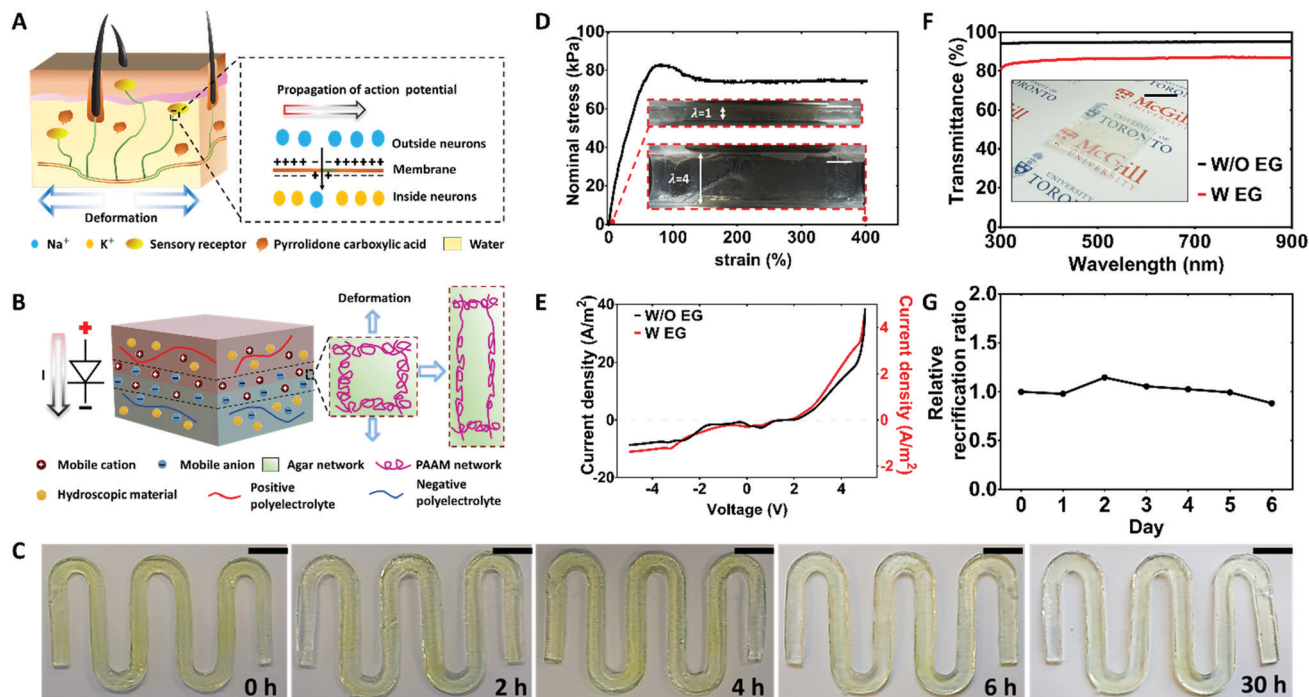 A
Propagation of action
potential
Outside neurons
++++ − +++++
Membrane
Inside neurons
Deformation
Na+
K+
Sensory receptor
Pyrrolidone carboxylic acid
Water
B
I
+
−
Deformation
Mobile cation
Mobile anion
Agar network
PAAM network
Hydroscopic material
Positive
polyelectrolyte
Negative
polyelectrolyte
C
0 h
2 h
4 h
6 h
30 h
D
Nominal stress (kPa)
100
80
60
40
20
0
λ=1
λ=4
0
100
200
300
400
strain (%)
E
Current density (A/m²)
40
20
0
-20
W/O EG
W EG
Current density (A/m²)
4
2
0
-2
-4
-2
0
2
4
Voltage (V)
F
Transmittance (%)
100
80
60
40
20
0
UNIVERSITY OF
TORONTO
McGill
UNIVERSITY
W/O EG
W EG
300
500
700
900
Wavelength (nm)
G
Relative
recrification ratio
2.0
1.5
1.0
0.5
0.0
0
1
2
3
4
5
6
Day